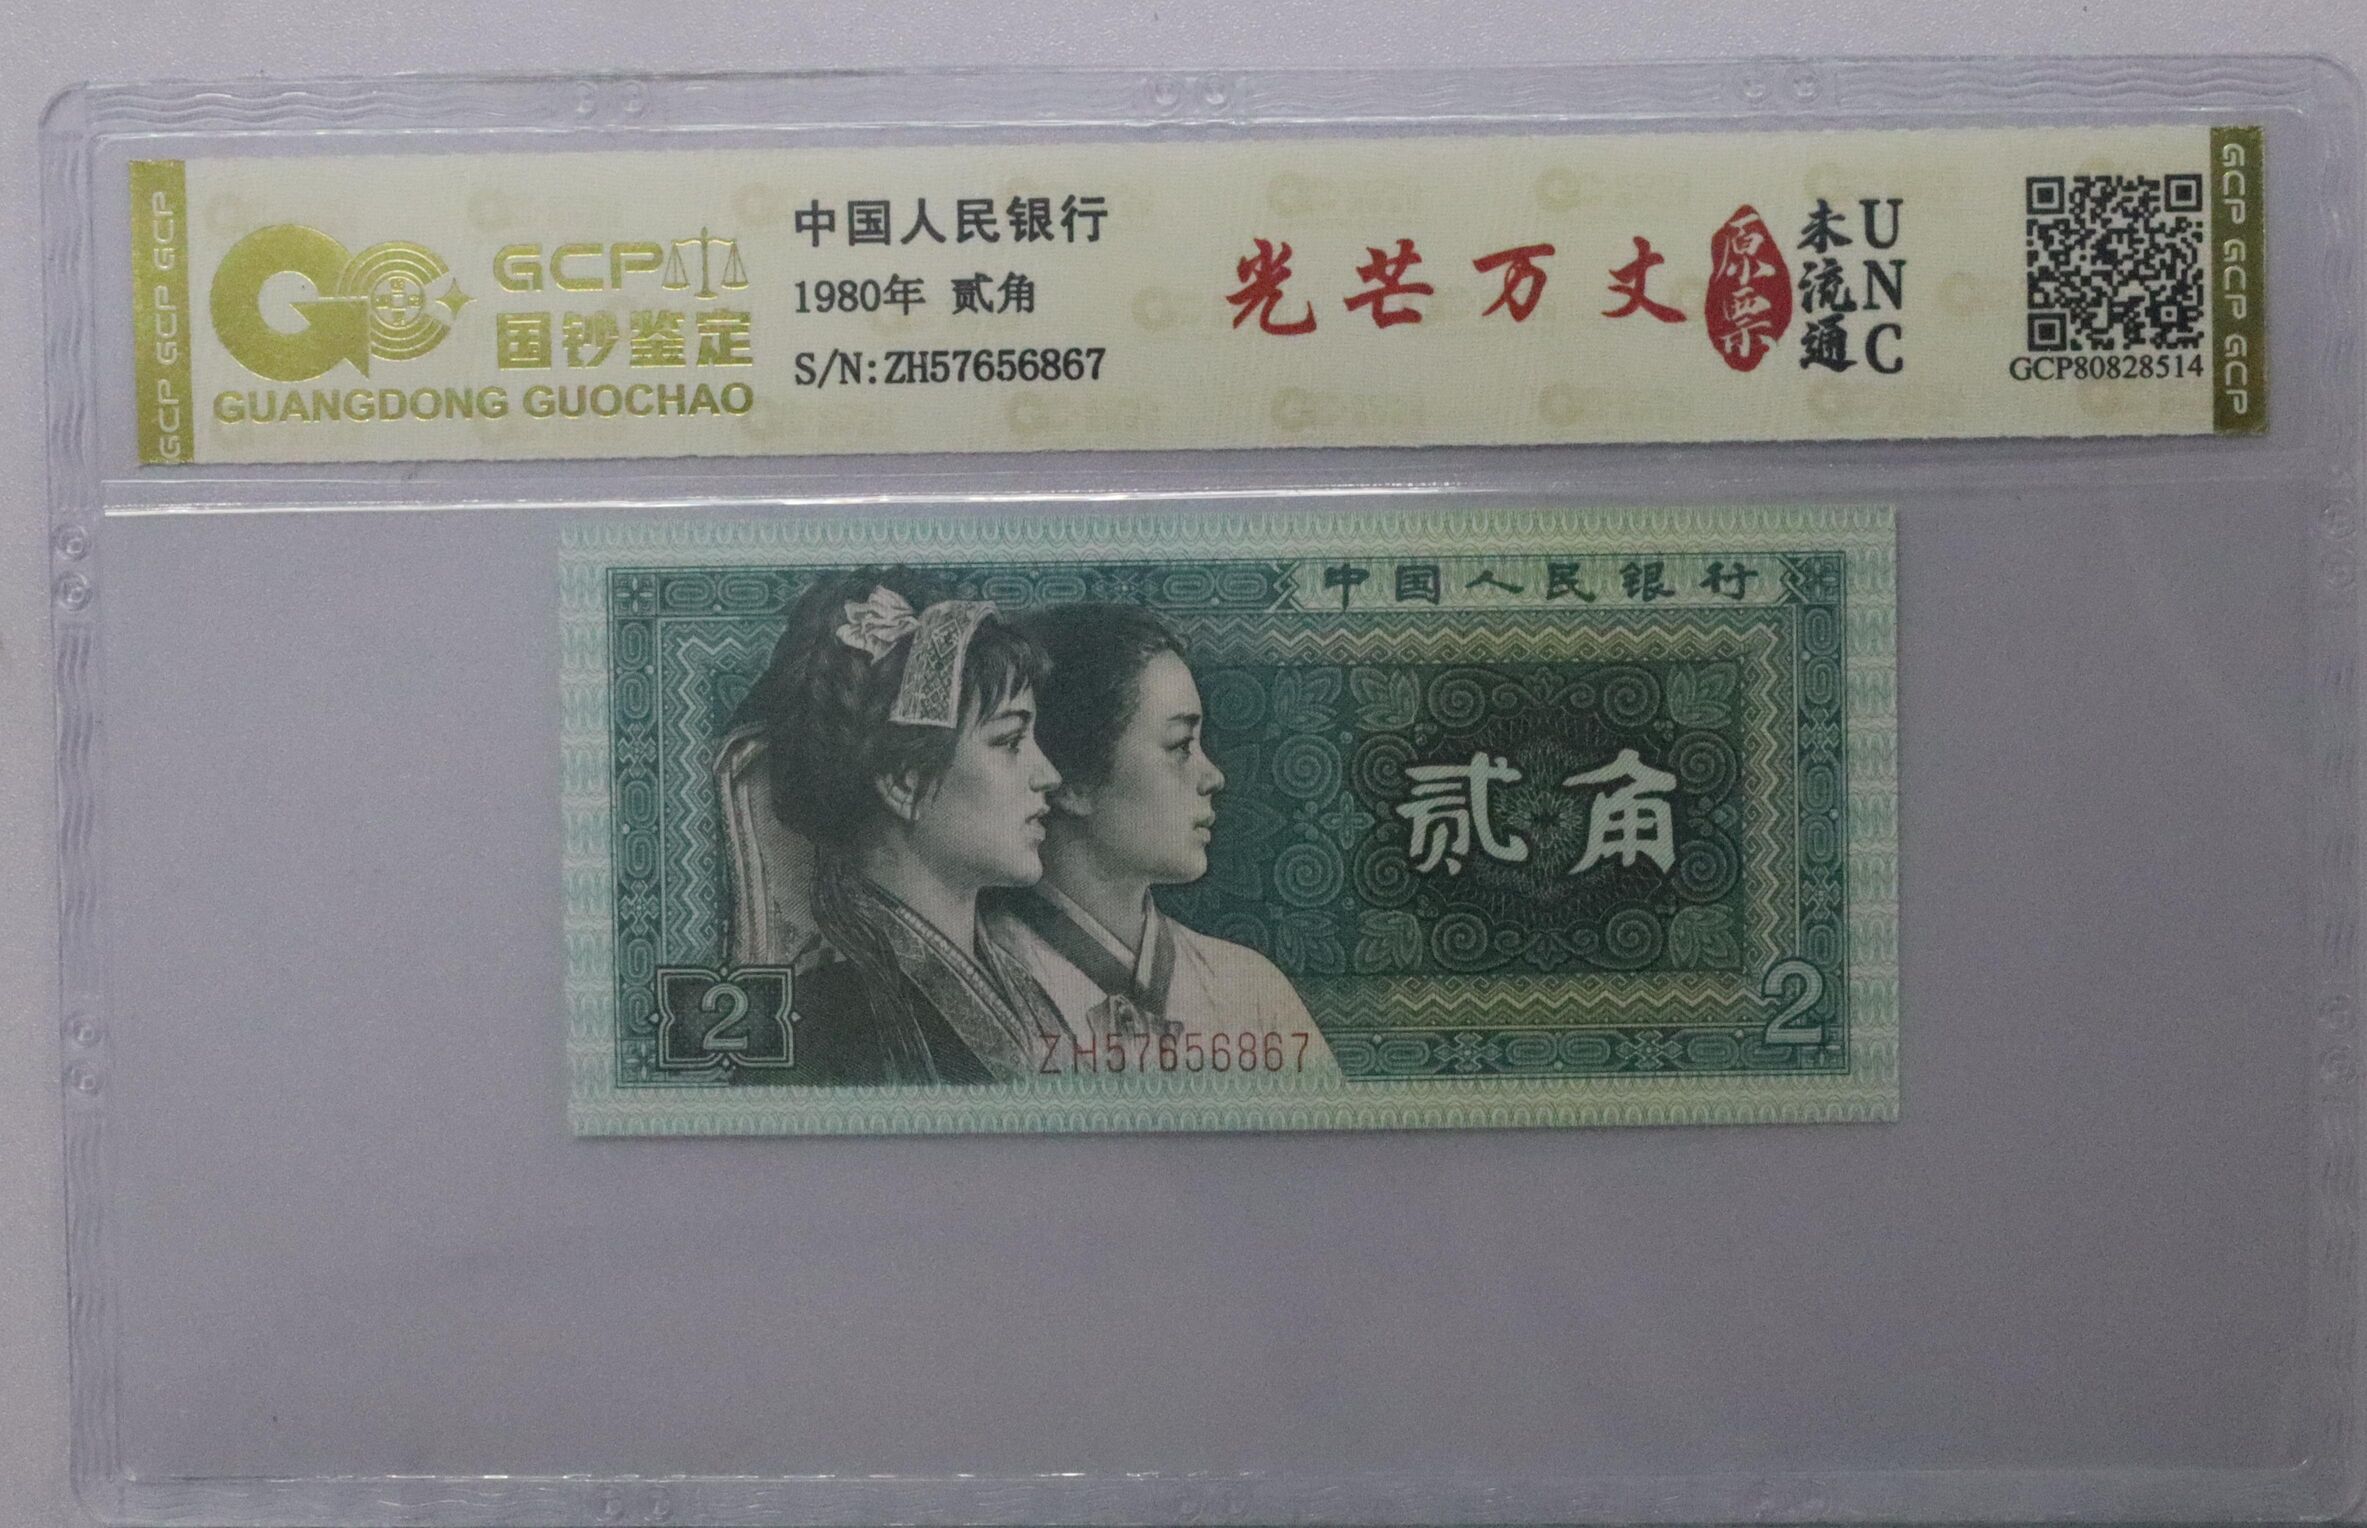 GCP GCP GCP
GCP
国钞鉴定
GUANGDONG GUOCHAO
中国人民银行
1980年 贰角
S/N:ZH57656867
光芒万丈
原票
未流通
UNC
GCP80828514
GCP GCP GCP
中国人民银行
贰角
2
2
ZH57656867